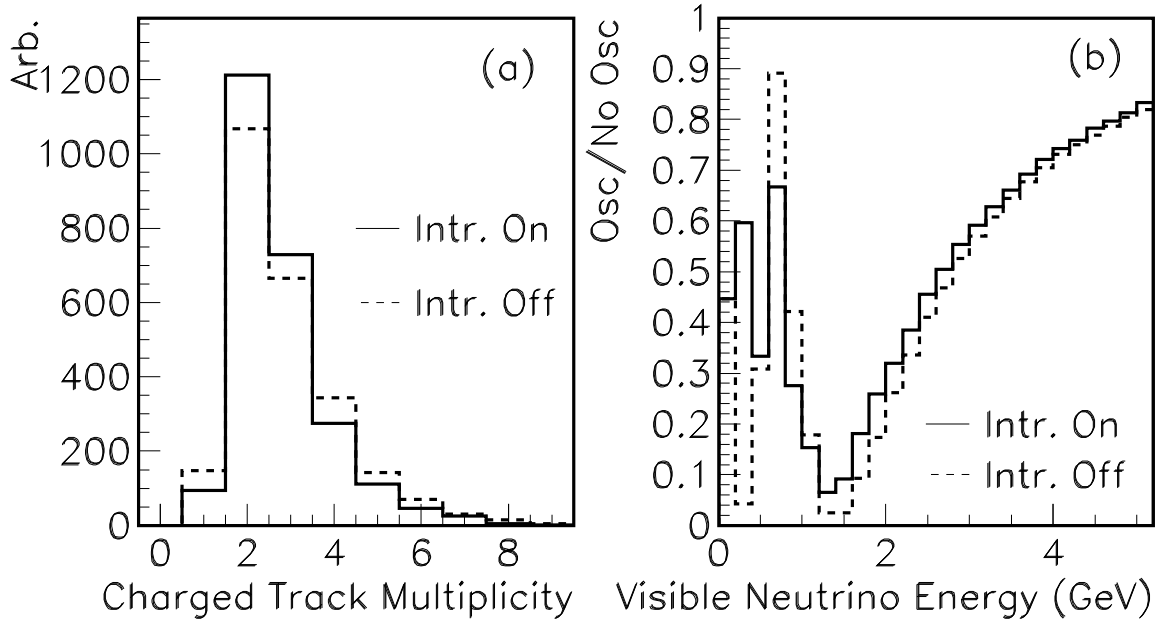 Arb.
(a)
1200
1000
800
600
400
200
0
Intr. On
Intr. Off
0 2 4 6 8
Charged Track Multiplicity
Osc/No Osc
(b)
1
0.9
0.8
0.7
0.6
0.5
0.4
0.3
0.2
0.1
0
Intr. On
Intr. Off
0 2 4
Visible Neutrino Energy (GeV)